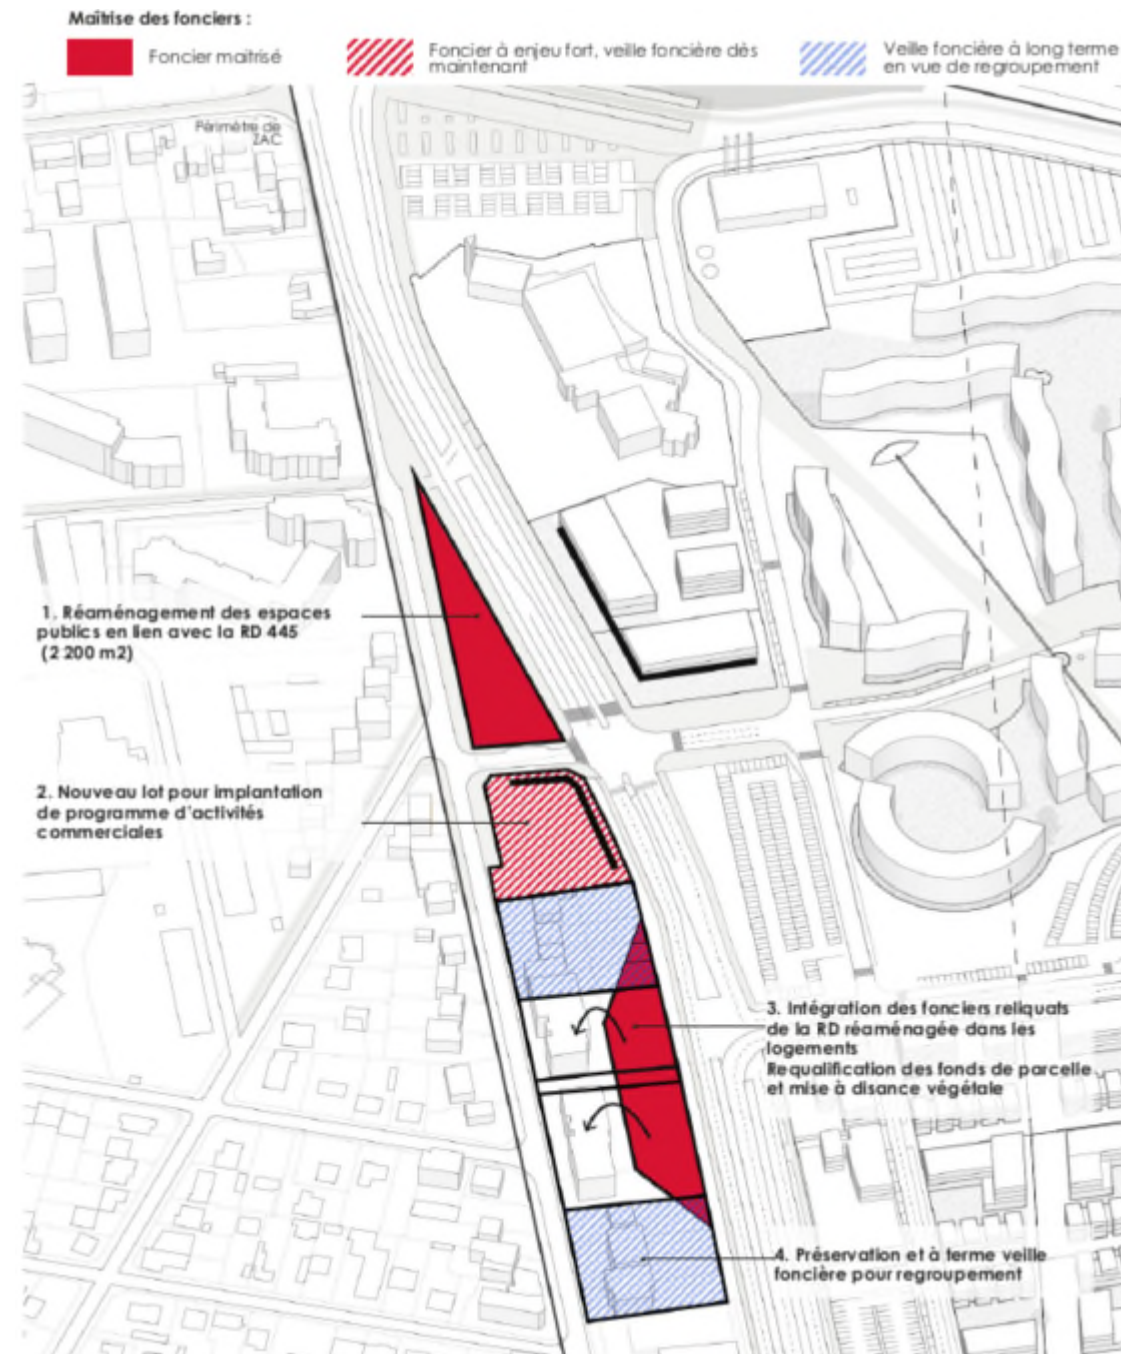 Maîtrise des fonciers :
Foncier maitrisé
Foncier à enjeu fort, veille foncière dès
maintenant
Veille foncière à long terme
en vue de regroupement
Périmètre de
ZAC
1. Réaménagement des espaces
publics en lien avec la RD 445
(2 200 m2)
2. Nouveau lot pour implantation
de programme d'activités
commerciales
3. Intégration des fonciers reliquats
de la RD réaménagée dans les
logements
Requalification des fonds de parcelle
et mise à disance végétale
4. Préservation et à terme veille
foncière pour regroupement